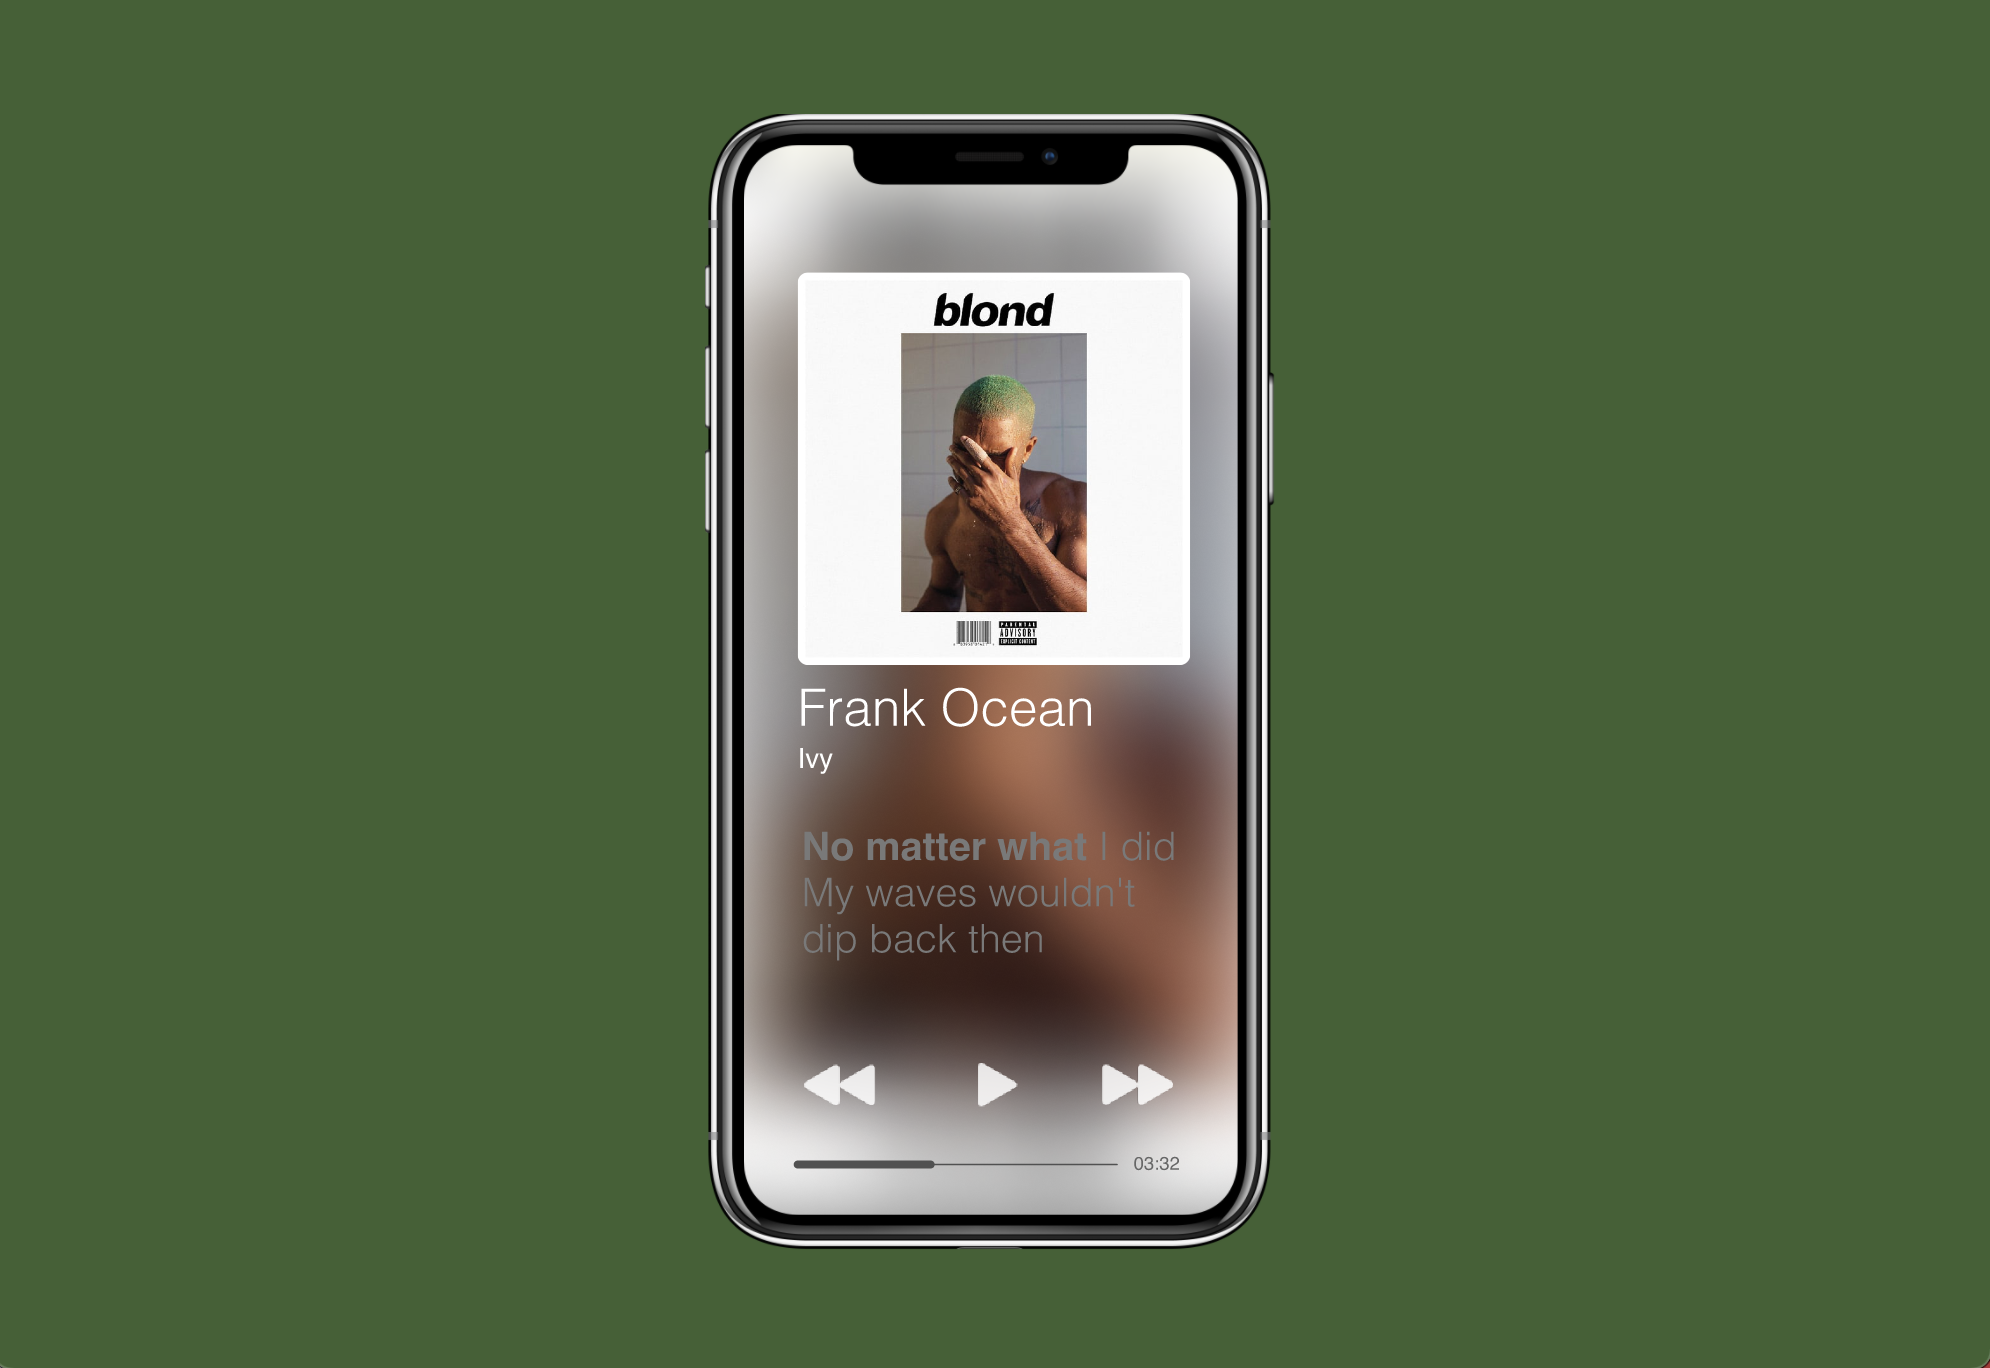 blond
PARENTAL
ADVISORY
EXPLICIT CONTENT
Frank Ocean
Ivy
No matter what I did
My waves wouldn't
dip back then
03:32